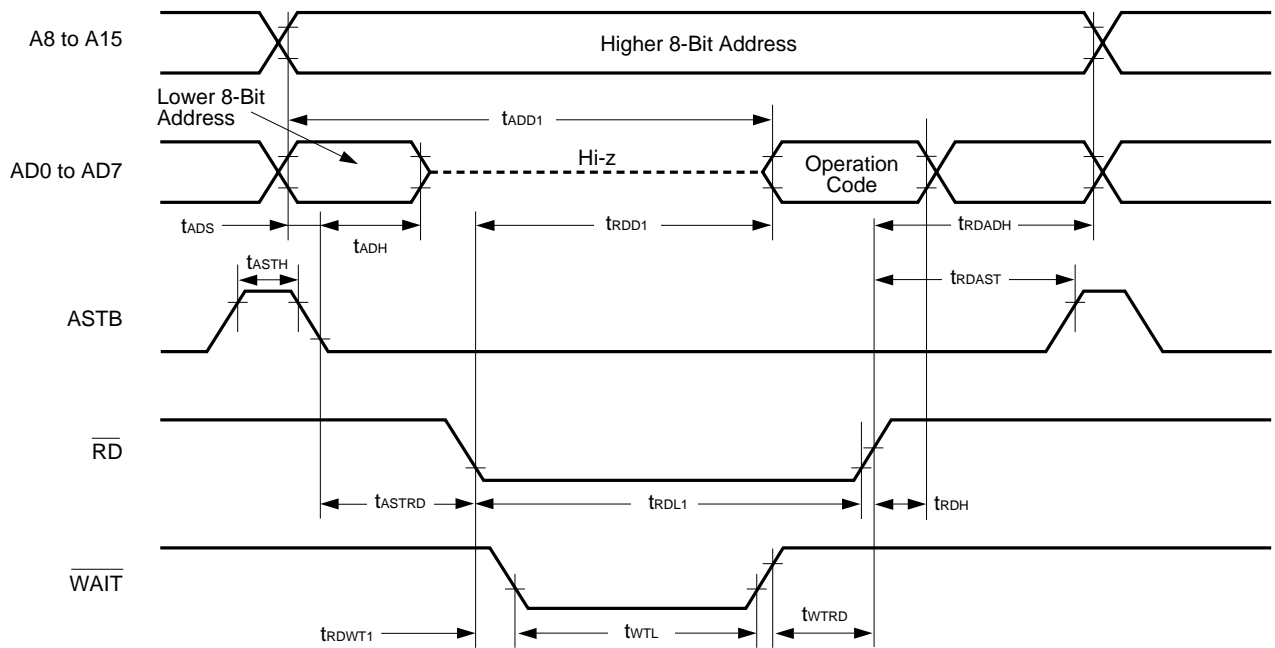 A8 to A15
Higher 8-Bit Address
Lower 8-Bit
Address
tADD1
AD0 to AD7
Hi-z
Operation
Code
tADS
tADH
tRDD1
tRDADH
tASTH
tRDAST
ASTB
RD
tASTRD
tRDL1
tRDH
WAIT
tRDWT1
tWTL
tWTRD